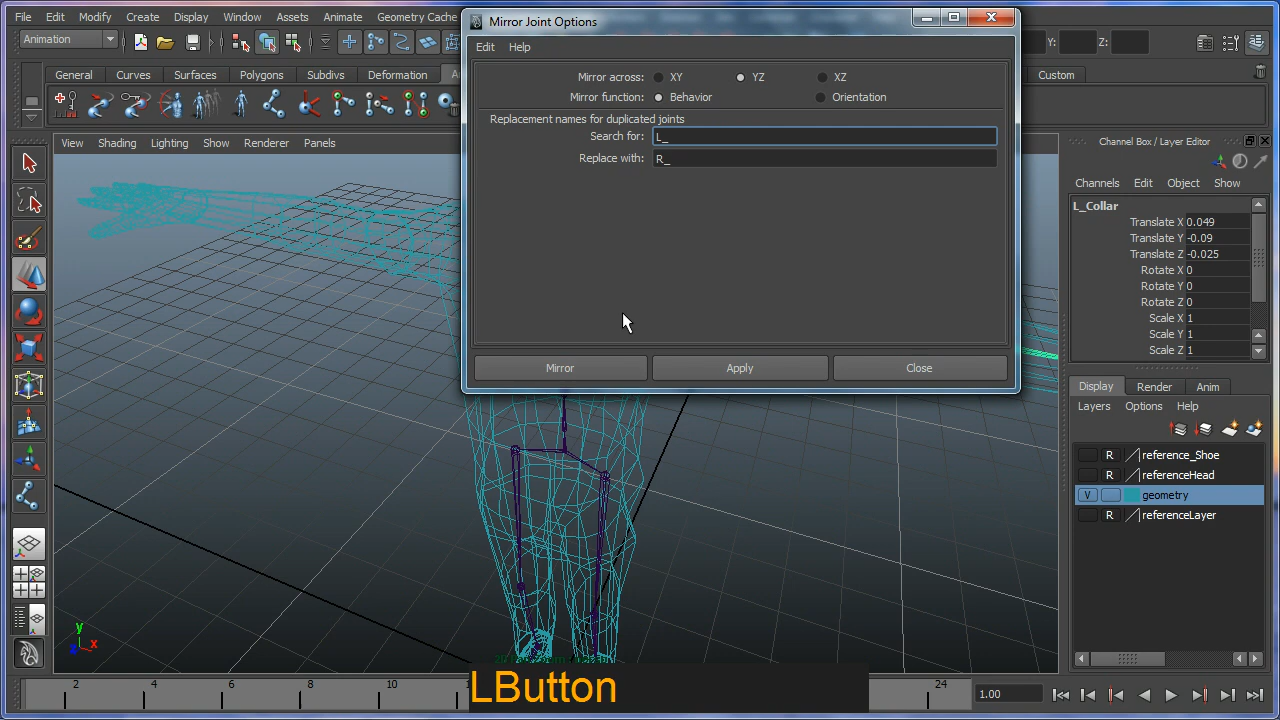 File Edit Modify Create Display Window Assets Animate Geometry Cache
Mirror Joint Options
Animation
Y: Z:
Edit Help
General Curves Surfaces Polygons Subdivs Deformation
Custom
Mirror across: XY YZ XZ
Mirror function: Behavior Orientation
Replacement names for duplicated joints
Search for: L_
Replace with: R_
Mirror Apply Close
View Shading Lighting Show Renderer Panels
Channel Box / Layer Editor
Channels Edit Object Show
L_Collar
Translate X 0.049
Translate Y -0.09
Translate Z -0.025
Rotate X 0
Rotate Y 0
Rotate Z 0
Scale X 1
Scale Y 1
Scale Z 1
Display Render Anim
Layers Options Help
R reference_Shoe
R referenceHead
V geometry
R referenceLayer
y
x
z
2 4 6 8 10 24
1.00
LButton